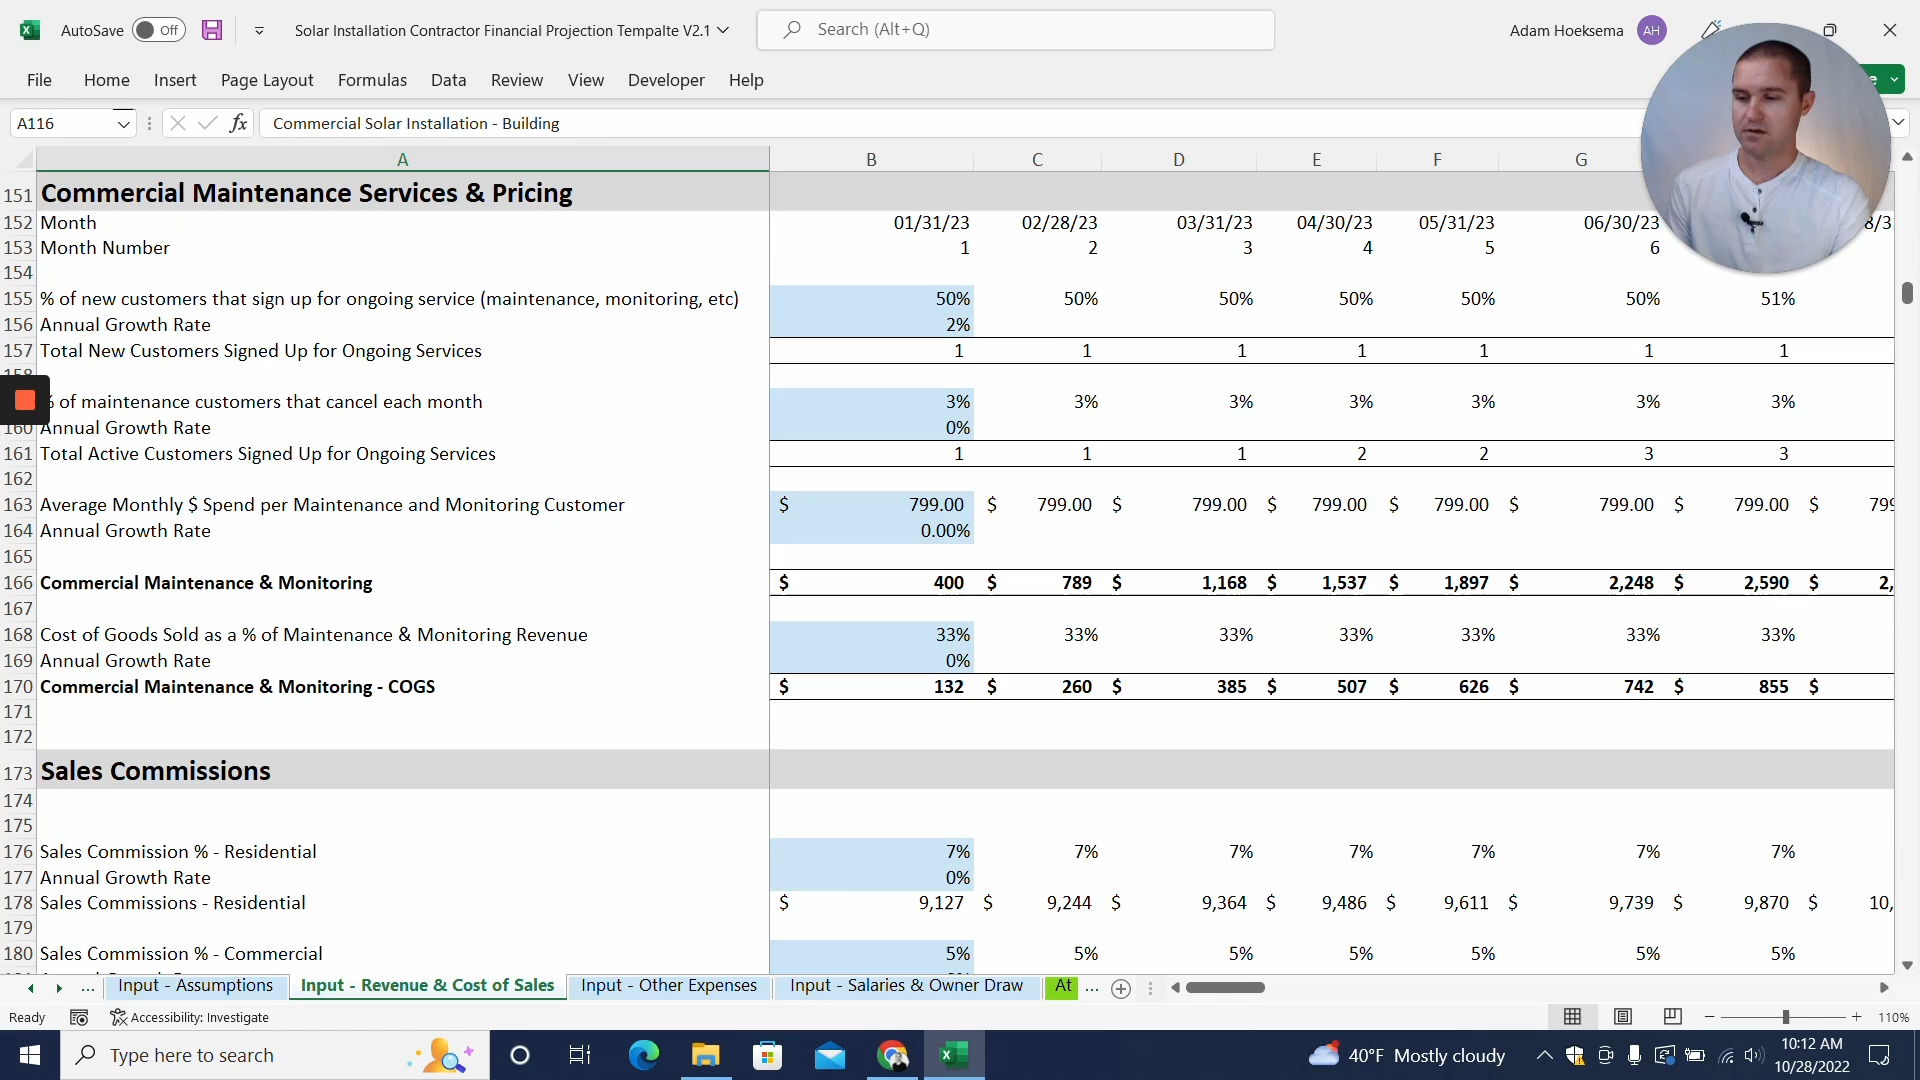 AutoSave Off Solar Installation Contractor Financial Projection Tempalte V2.1 Search (Alt+Q) Adam Hoeksema AH
File Home Insert Page Layout Formulas Data Review View Developer Help
A116 fx Commercial Solar Installation - Building
A B C D E F G
151 Commercial Maintenance Services & Pricing
152 Month 01/31/23 02/28/23 03/31/23 04/30/23 05/31/23 06/30/23
153 Month Number 1 2 3 4 5 6
154
155 % of new customers that sign up for ongoing service (maintenance, monitoring, etc) 50% 50% 50% 50% 50% 50% 51%
156 Annual Growth Rate 2%
157 Total New Customers Signed Up for Ongoing Services 1 1 1 1 1 1 1
of maintenance customers that cancel each month 3% 3% 3% 3% 3% 3% 3%
160 Annual Growth Rate 0%
161 Total Active Customers Signed Up for Ongoing Services 1 1 1 2 2 3 3
162
163 Average Monthly $ Spend per Maintenance and Monitoring Customer $ 799.00 $ 799.00 $ 799.00 $ 799.00 $ 799.00 $ 799.00 $ 799.00 $ 799
164 Annual Growth Rate 0.00%
165
166 Commercial Maintenance & Monitoring $ 400 $ 789 $ 1,168 $ 1,537 $ 1,897 $ 2,248 $ 2,590 $ 2,
167
168 Cost of Goods Sold as a % of Maintenance & Monitoring Revenue 33% 33% 33% 33% 33% 33% 33%
169 Annual Growth Rate 0%
170 Commercial Maintenance & Monitoring - COGS $ 132 $ 260 $ 385 $ 507 $ 626 $ 742 $ 855 $
171
172
173 Sales Commissions
174
175
176 Sales Commission % - Residential 7% 7% 7% 7% 7% 7% 7%
177 Annual Growth Rate 0%
178 Sales Commissions - Residential $ 9,127 $ 9,244 $ 9,364 $ 9,486 $ 9,611 $ 9,739 $ 9,870 $ 10,
179
180 Sales Commission % - Commercial 5% 5% 5% 5% 5% 5% 5%
... Input - Assumptions Input - Revenue & Cost of Sales Input - Other Expenses Input - Salaries & Owner Draw At ...
Ready Accessibility: Investigate 110%
Type here to search 40°F Mostly cloudy 10:12 AM
10/28/2022